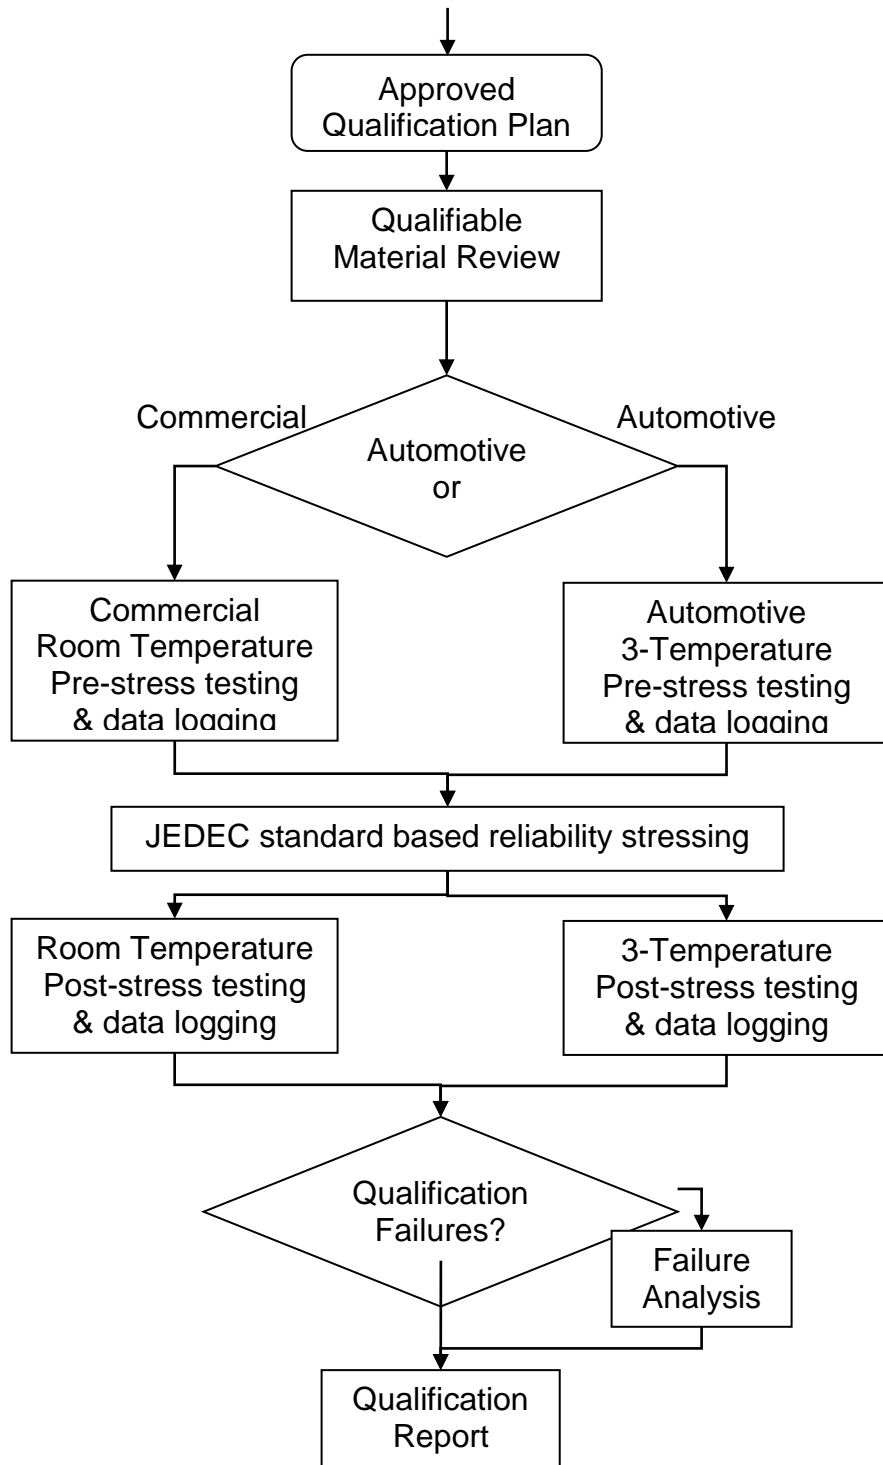 Approved
Qualification Plan
Qualifiable
Material Review
Commercial
Automotive
Automotive
or
Commercial
Room Temperature
Pre-stress testing
& data logging
Automotive
3-Temperature
Pre-stress testing
& data logging
JEDEC standard based reliability stressing
Room Temperature
Post-stress testing
& data logging
3-Temperature
Post-stress testing
& data logging
Qualification
Failures?
Failure
Analysis
Qualification
Report